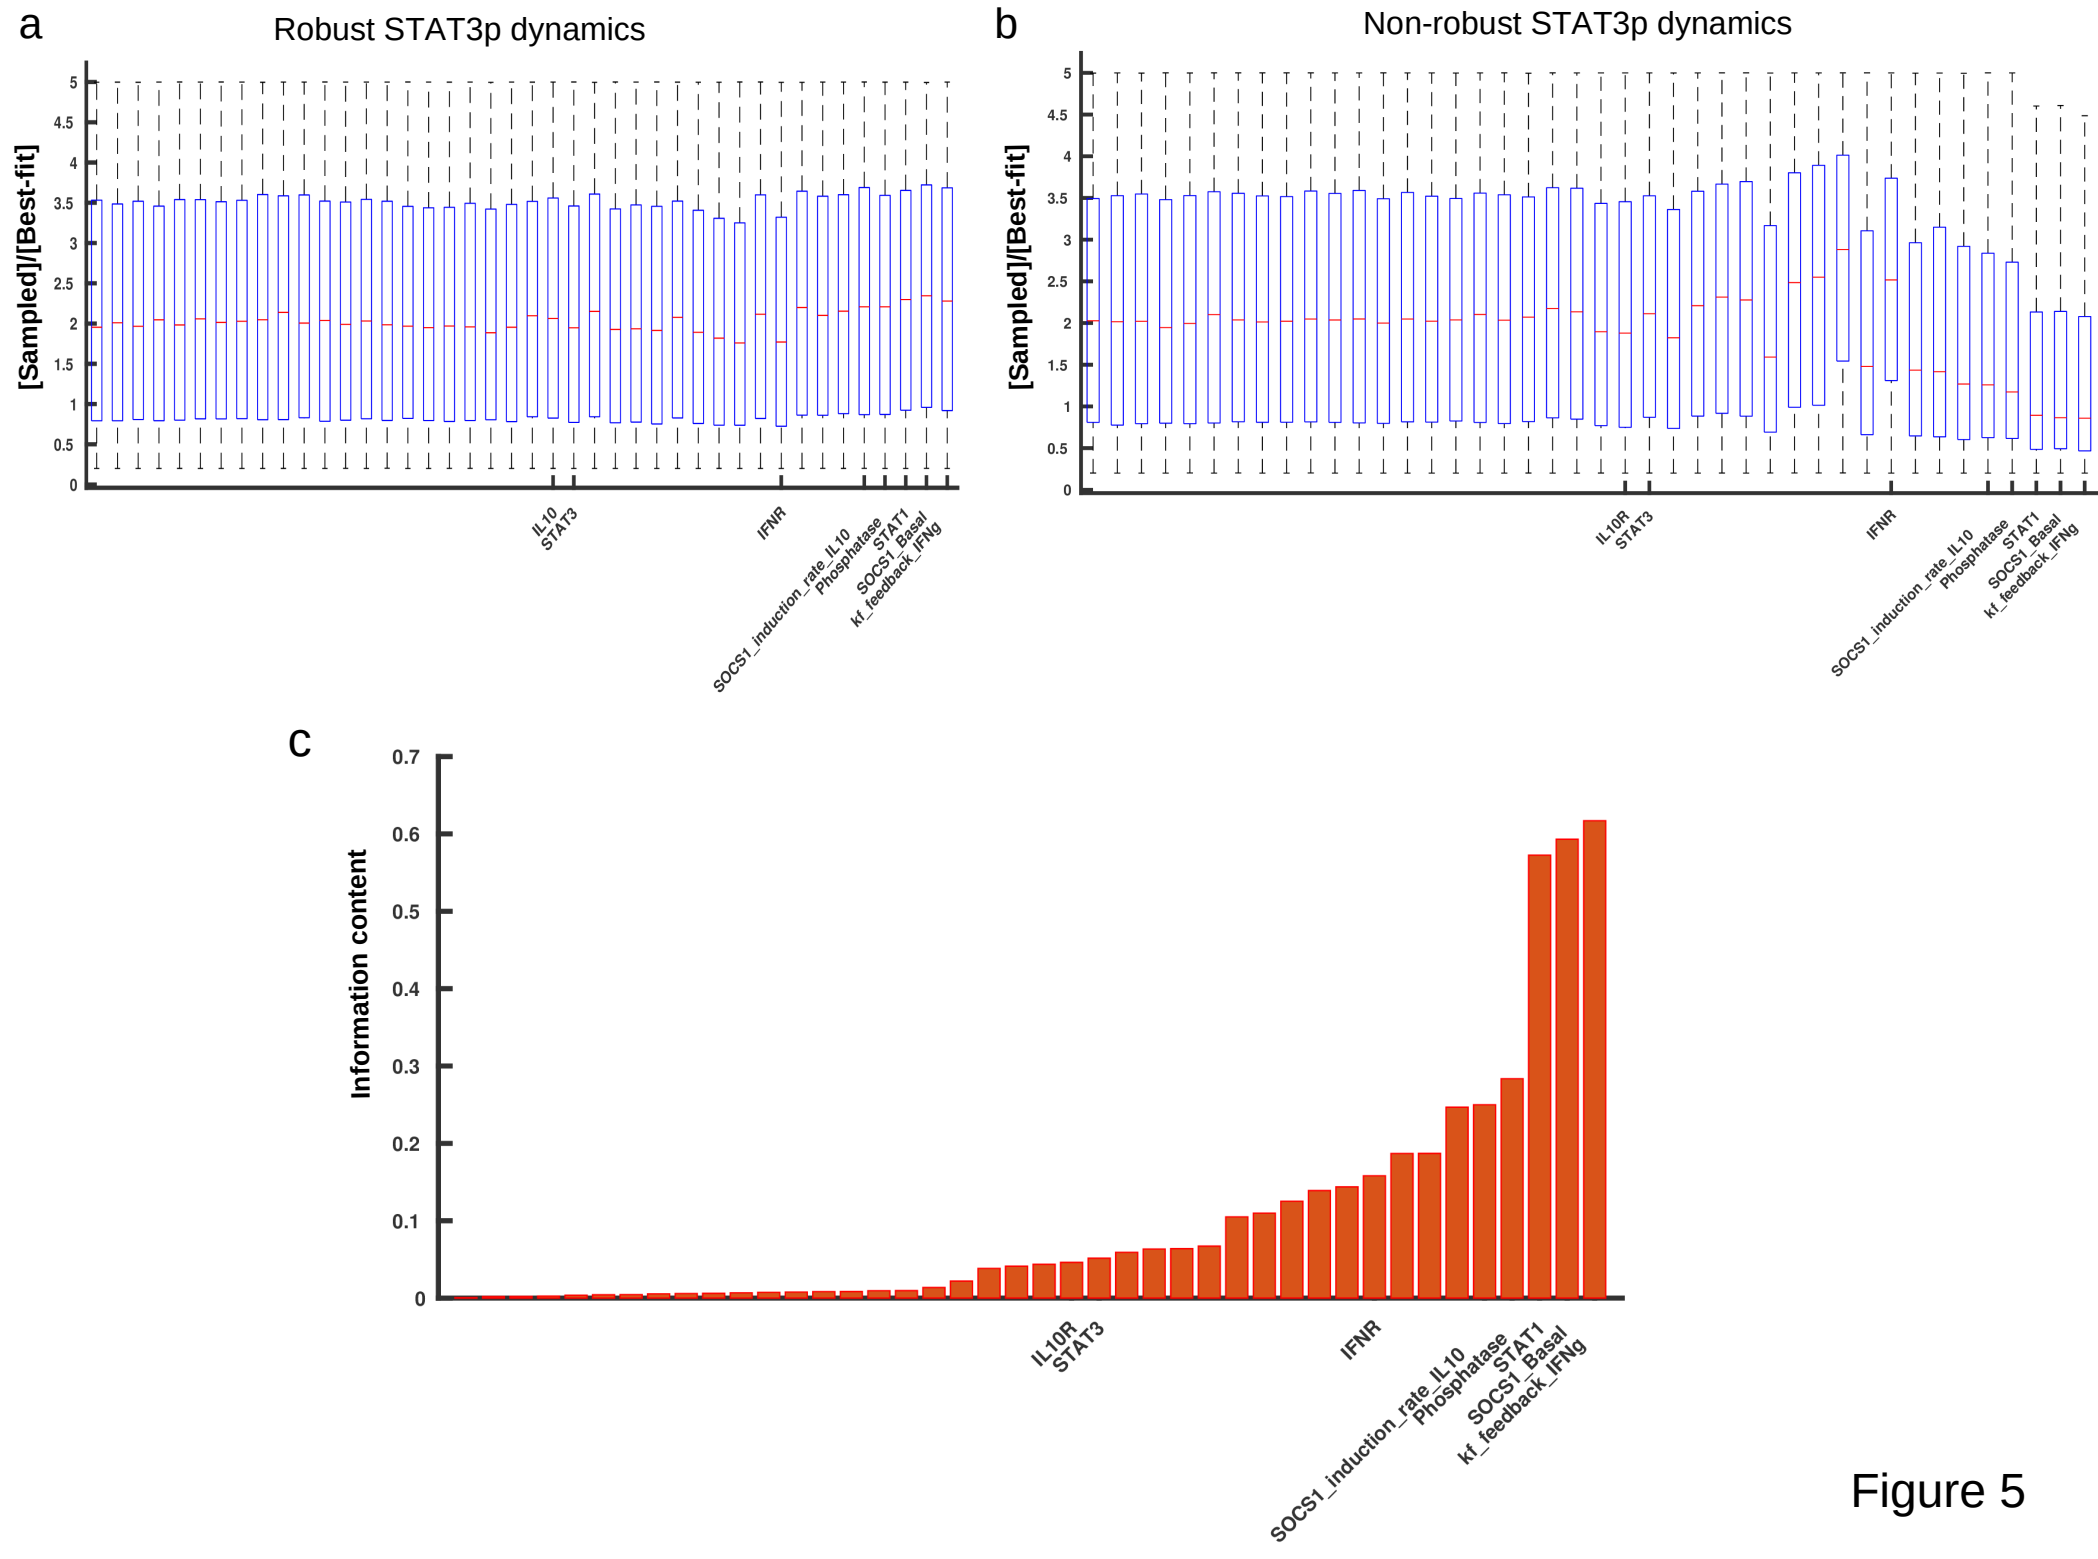 a
Robust STAT3p dynamics
[Sampled]/[Best-fit]
5
4.5
4
3.5
3
2.5
2
1.5
1
0.5
0
IL10
STAT3
IFNR
SOCS1_induction_rate_IL10
Phosphatase
STAT1
SOCS1_Basal
kf_feedback_IFNg
b
Non-robust STAT3p dynamics
[Sampled]/[Best-fit]
5
4.5
4
3.5
3
2.5
2
1.5
1
0.5
0
IL10R
STAT3
IFNR
SOCS1_induction_rate_IL10
Phosphatase
STAT1
SOCS1_Basal
kf_feedback_IFNg
c
Information content
0.7
0.6
0.5
0.4
0.3
0.2
0.1
0
IL10R
STAT3
IFNR
SOCS1_induction_rate_IL10
Phosphatase
STAT1
SOCS1_Basal
kf_feedback_IFNg
Figure 5